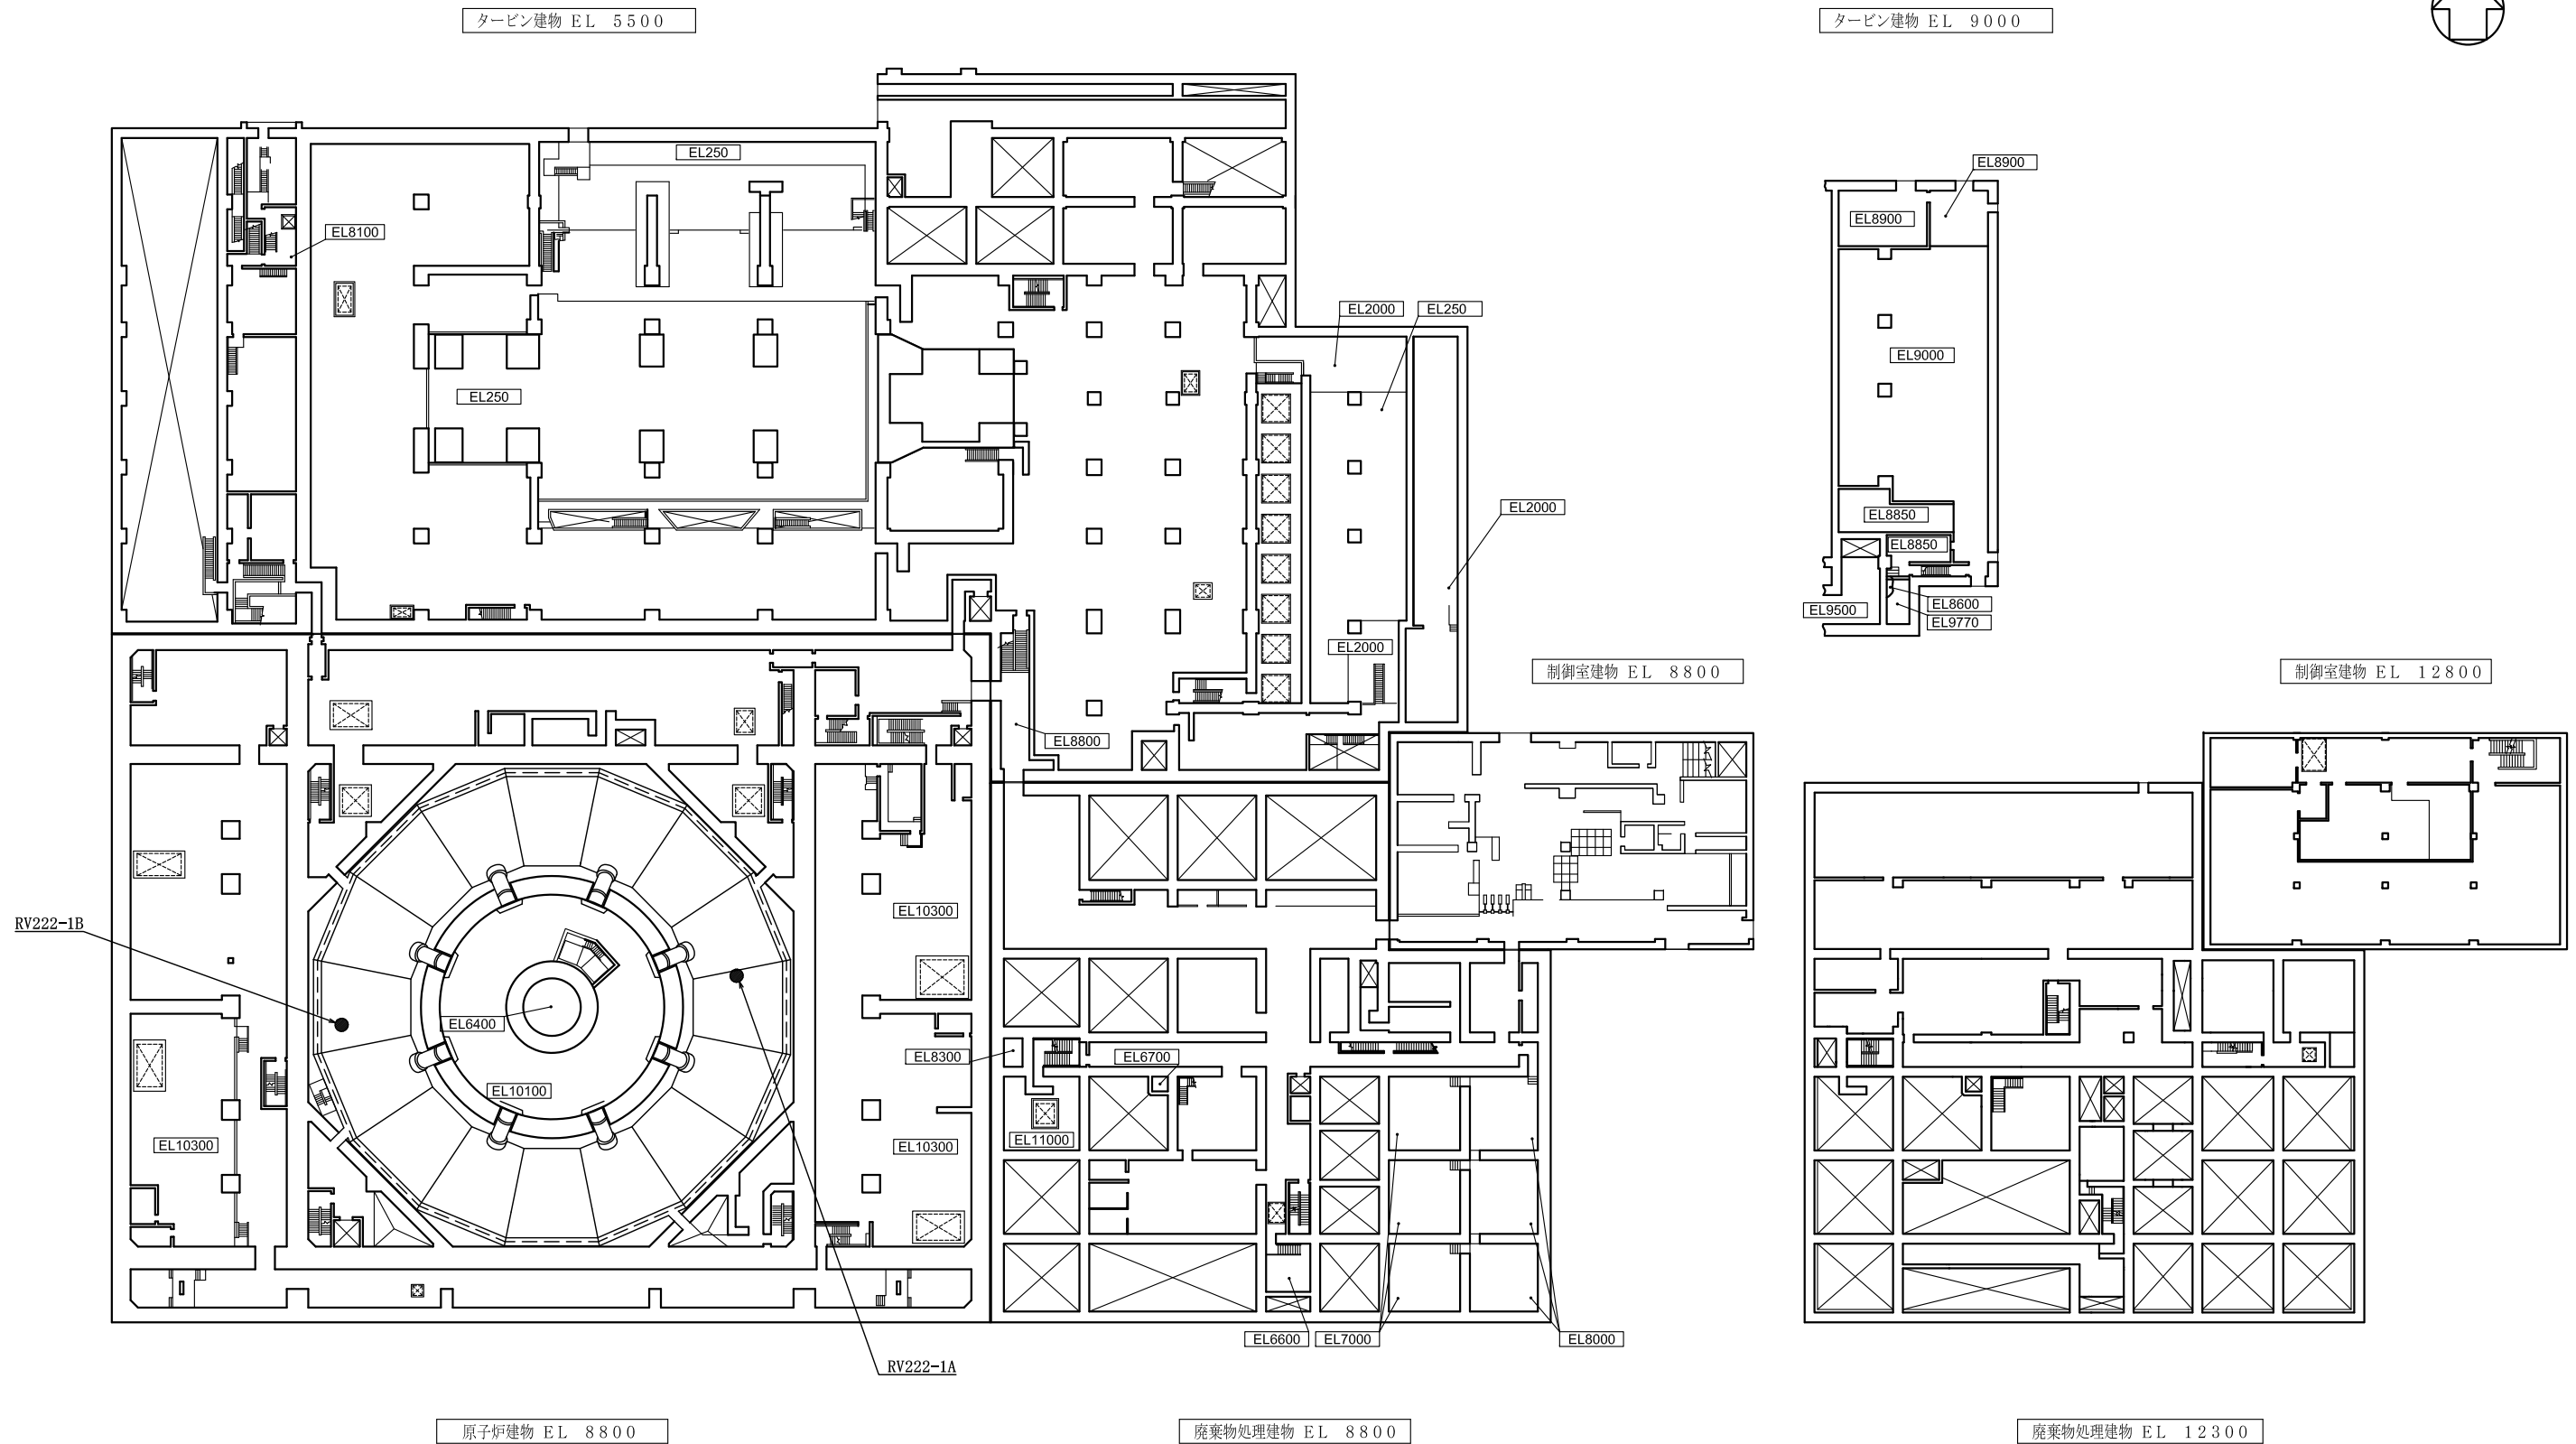 タービン建物 EL 5500
タービン建物 EL 9000
EL250
EL8900
EL8900
EL8100
EL2000
EL250
EL9000
EL250
EL2000
EL8850
EL8850
EL8600
EL9500
EL9770
EL2000
制御室建物 EL 8800
制御室建物 EL 12800
EL8800
EL10300
RV222-1B
EL6400
EL8300
EL6700
EL10100
EL11000
EL10300
EL10300
EL6600
EL7000
EL8000
RV222-1A
原子炉建物 EL 8800
廃棄物処理建物 EL 8800
廃棄物処理建物 EL 12300